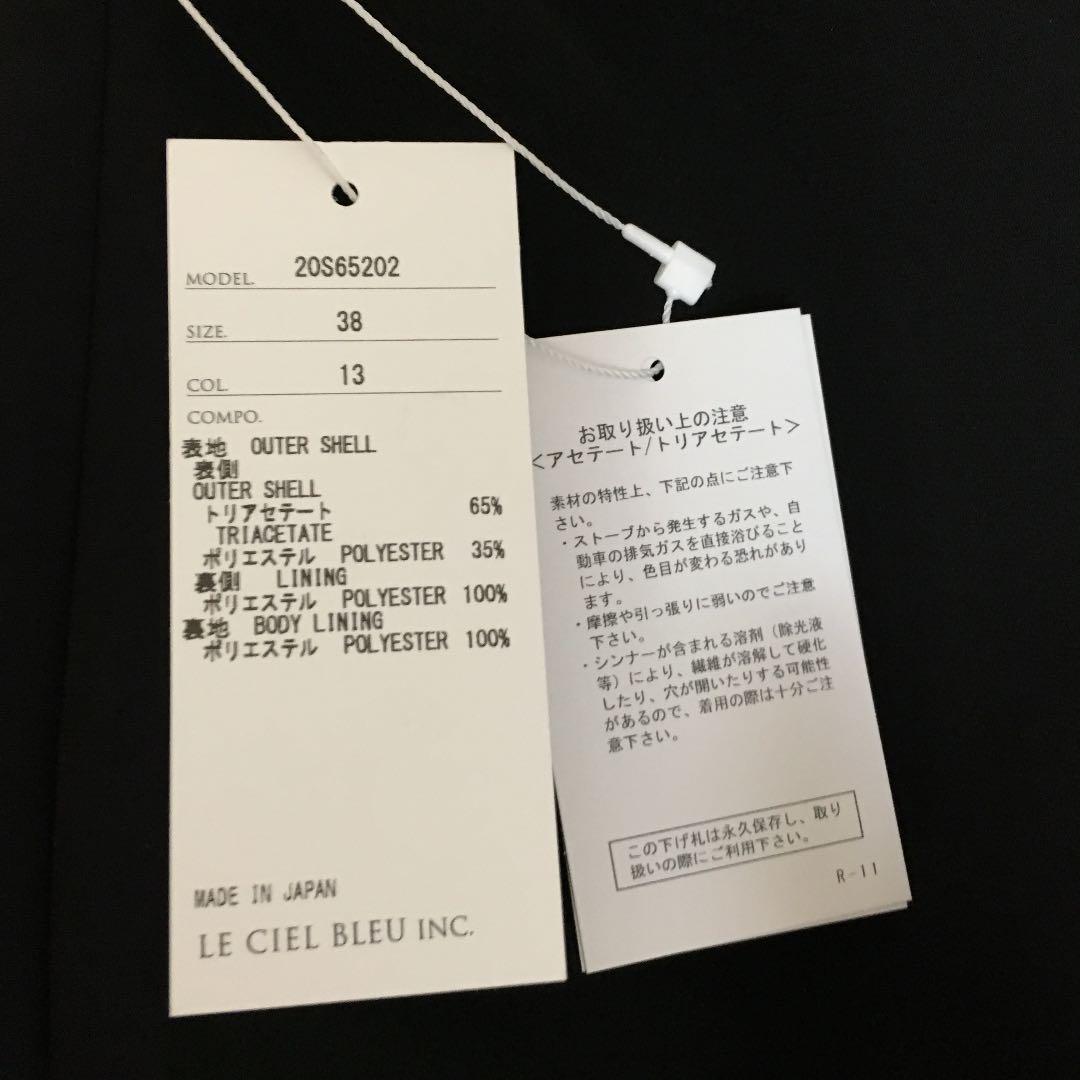 MODEL. 20S65202
SIZE. 38
COL. 13
COMPO.
表地 OUTER SHELL
表側
OUTER SHELL
トリアセテート 65%
TRIACETATE
ポリエステル POLYESTER 35%
裏側 LINING
ポリエステル POLYESTER 100%
裏地 BODY LINING
ポリエステル POLYESTER 100%
MADE IN JAPAN
LE CIEL BLEU INC.
お取り扱い上の注意
<アセテート/トリアセテート>
素材の特性上、下記の点にご注意下
さい。
・ストーブから発生するガスや、自
動車の排気ガスを直接浴びること
により、色目が変わる恐れがあり
ます。
・摩擦や引っ張りに弱いのでご注意
下さい。
・シンナーが含まれる溶剤(除光液
等)により、繊維が溶解して硬化
したり、穴が開いたりする可能性
があるので、着用の際は十分ご注
意下さい。
この下げ札は永久保存し、取り
扱いの際にご利用下さい。
R-11